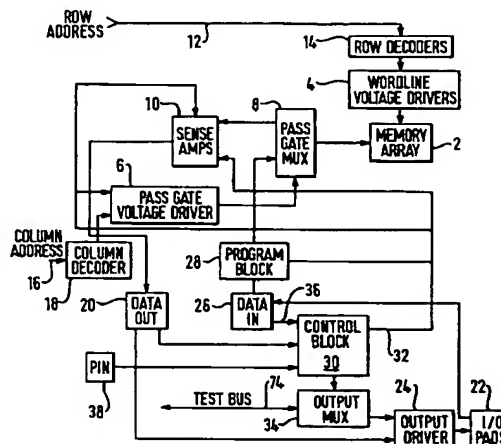 ROW ADDRESS
12
14
ROW DECODERS
4
WORDLINE VOLTAGE DRIVERS
10
SENSE AMPS
8
PASS GATE MUX
MEMORY ARRAY
2
6
PASS GATE VOLTAGE DRIVER
COLUMN ADDRESS
16
COLUMN DECODER
18
28
PROGRAM BLOCK
20
DATA OUT
26
DATA IN
36
CONTROL BLOCK
30
32
PIN
38
TEST BUS
74
34
OUTPUT MUX
24
OUTPUT DRIVER
22
I/O PADS